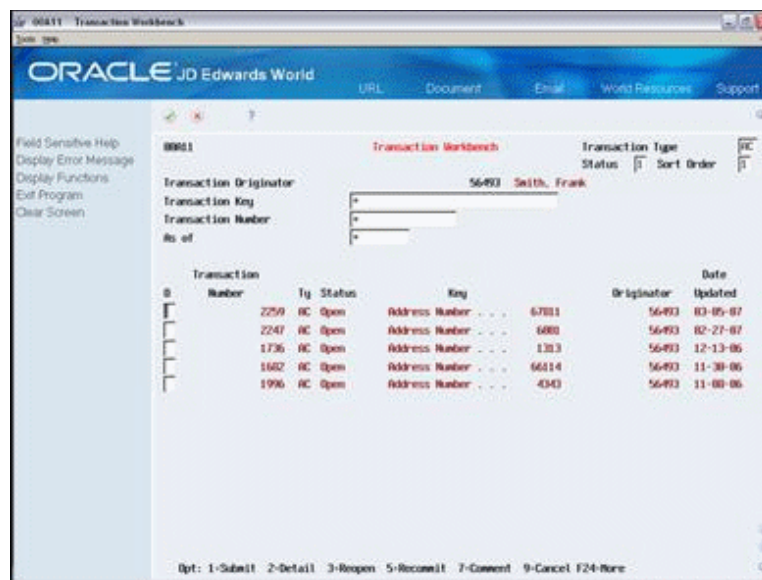 00A11 Transaction Workbench
Tools Help
ORACLE JD Edwards World
URL Document Email World Resources Support
?
Field Sensitive Help
Display Error Message
Display Functions
Exit Program
Clear Screen
00A11 Transaction Workbench Transaction Type AC
Status 1 Sort Order 1
Transaction Originator 56493 Smith, Frank
Transaction Key *
Transaction Number *
As of *
Transaction Date
O Number Ty Status Key Originator Updated
2259 AC Open Address Number . . . 67811 56493 03-05-07
2247 AC Open Address Number . . . 6001 56493 02-27-07
1736 AC Open Address Number . . . 1313 56493 12-13-06
1682 AC Open Address Number . . . 66114 56493 11-30-06
1996 AC Open Address Number . . . 4343 56493 11-08-06
Opt: 1-Submit 2-Detail 3-Reopen 5-Recommit 7-Comment 9-Cancel F24-More